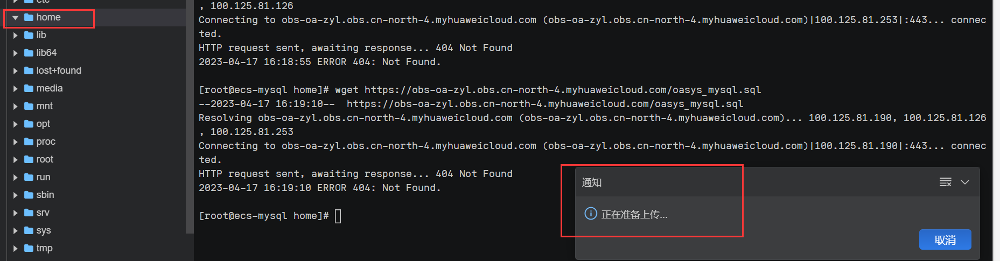 etc
home
lib
lib64
lost+found
media
mnt
opt
proc
root
run
sbin
srv
sys
tmp
, 100.125.81.126
Connecting to obs-oa-zyl.obs.cn-north-4.myhuaweicloud.com (obs-oa-zyl.obs.cn-north-4.myhuaweicloud.com)|100.125.81.253|:443... connec
ted.
HTTP request sent, awaiting response... 404 Not Found
2023-04-17 16:18:55 ERROR 404: Not Found.
[root@ecs-mysql home]# wget https://obs-oa-zyl.obs.cn-north-4.myhuaweicloud.com/oasys_mysql.sql
--2023-04-17 16:19:10--  https://obs-oa-zyl.obs.cn-north-4.myhuaweicloud.com/oasys_mysql.sql
Resolving obs-oa-zyl.obs.cn-north-4.myhuaweicloud.com (obs-oa-zyl.obs.cn-north-4.myhuaweicloud.com)... 100.125.81.190, 100.125.81.126
, 100.125.81.253
Connecting to obs-oa-zyl.obs.cn-north-4.myhuaweicloud.com (obs-oa-zyl.obs.cn-north-4.myhuaweicloud.com)|100.125.81.190|:443... connec
ted.
HTTP request sent, awaiting response... 404 Not Found
2023-04-17 16:19:10 ERROR 404: Not Found.
[root@ecs-mysql home]#
通知
正在准备上传...
取消